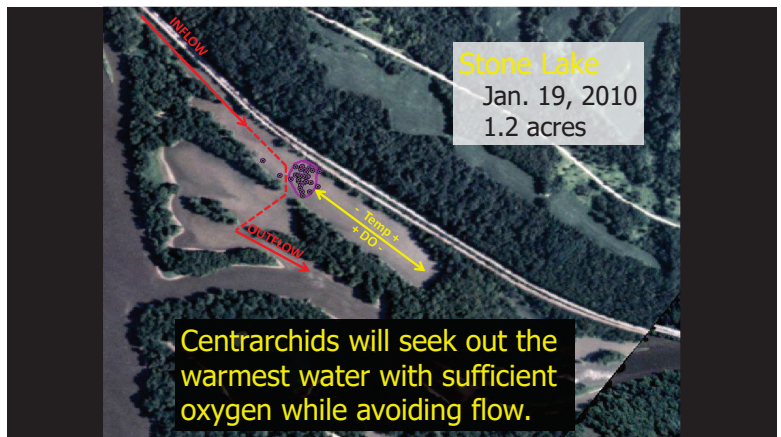 INFLOW
Stone Lake
Jan. 19, 2010
1.2 acres
- Temp +
+ DO -
OUTFLOW
Centrarchids will seek out the
warmest water with sufficient
oxygen while avoiding flow.